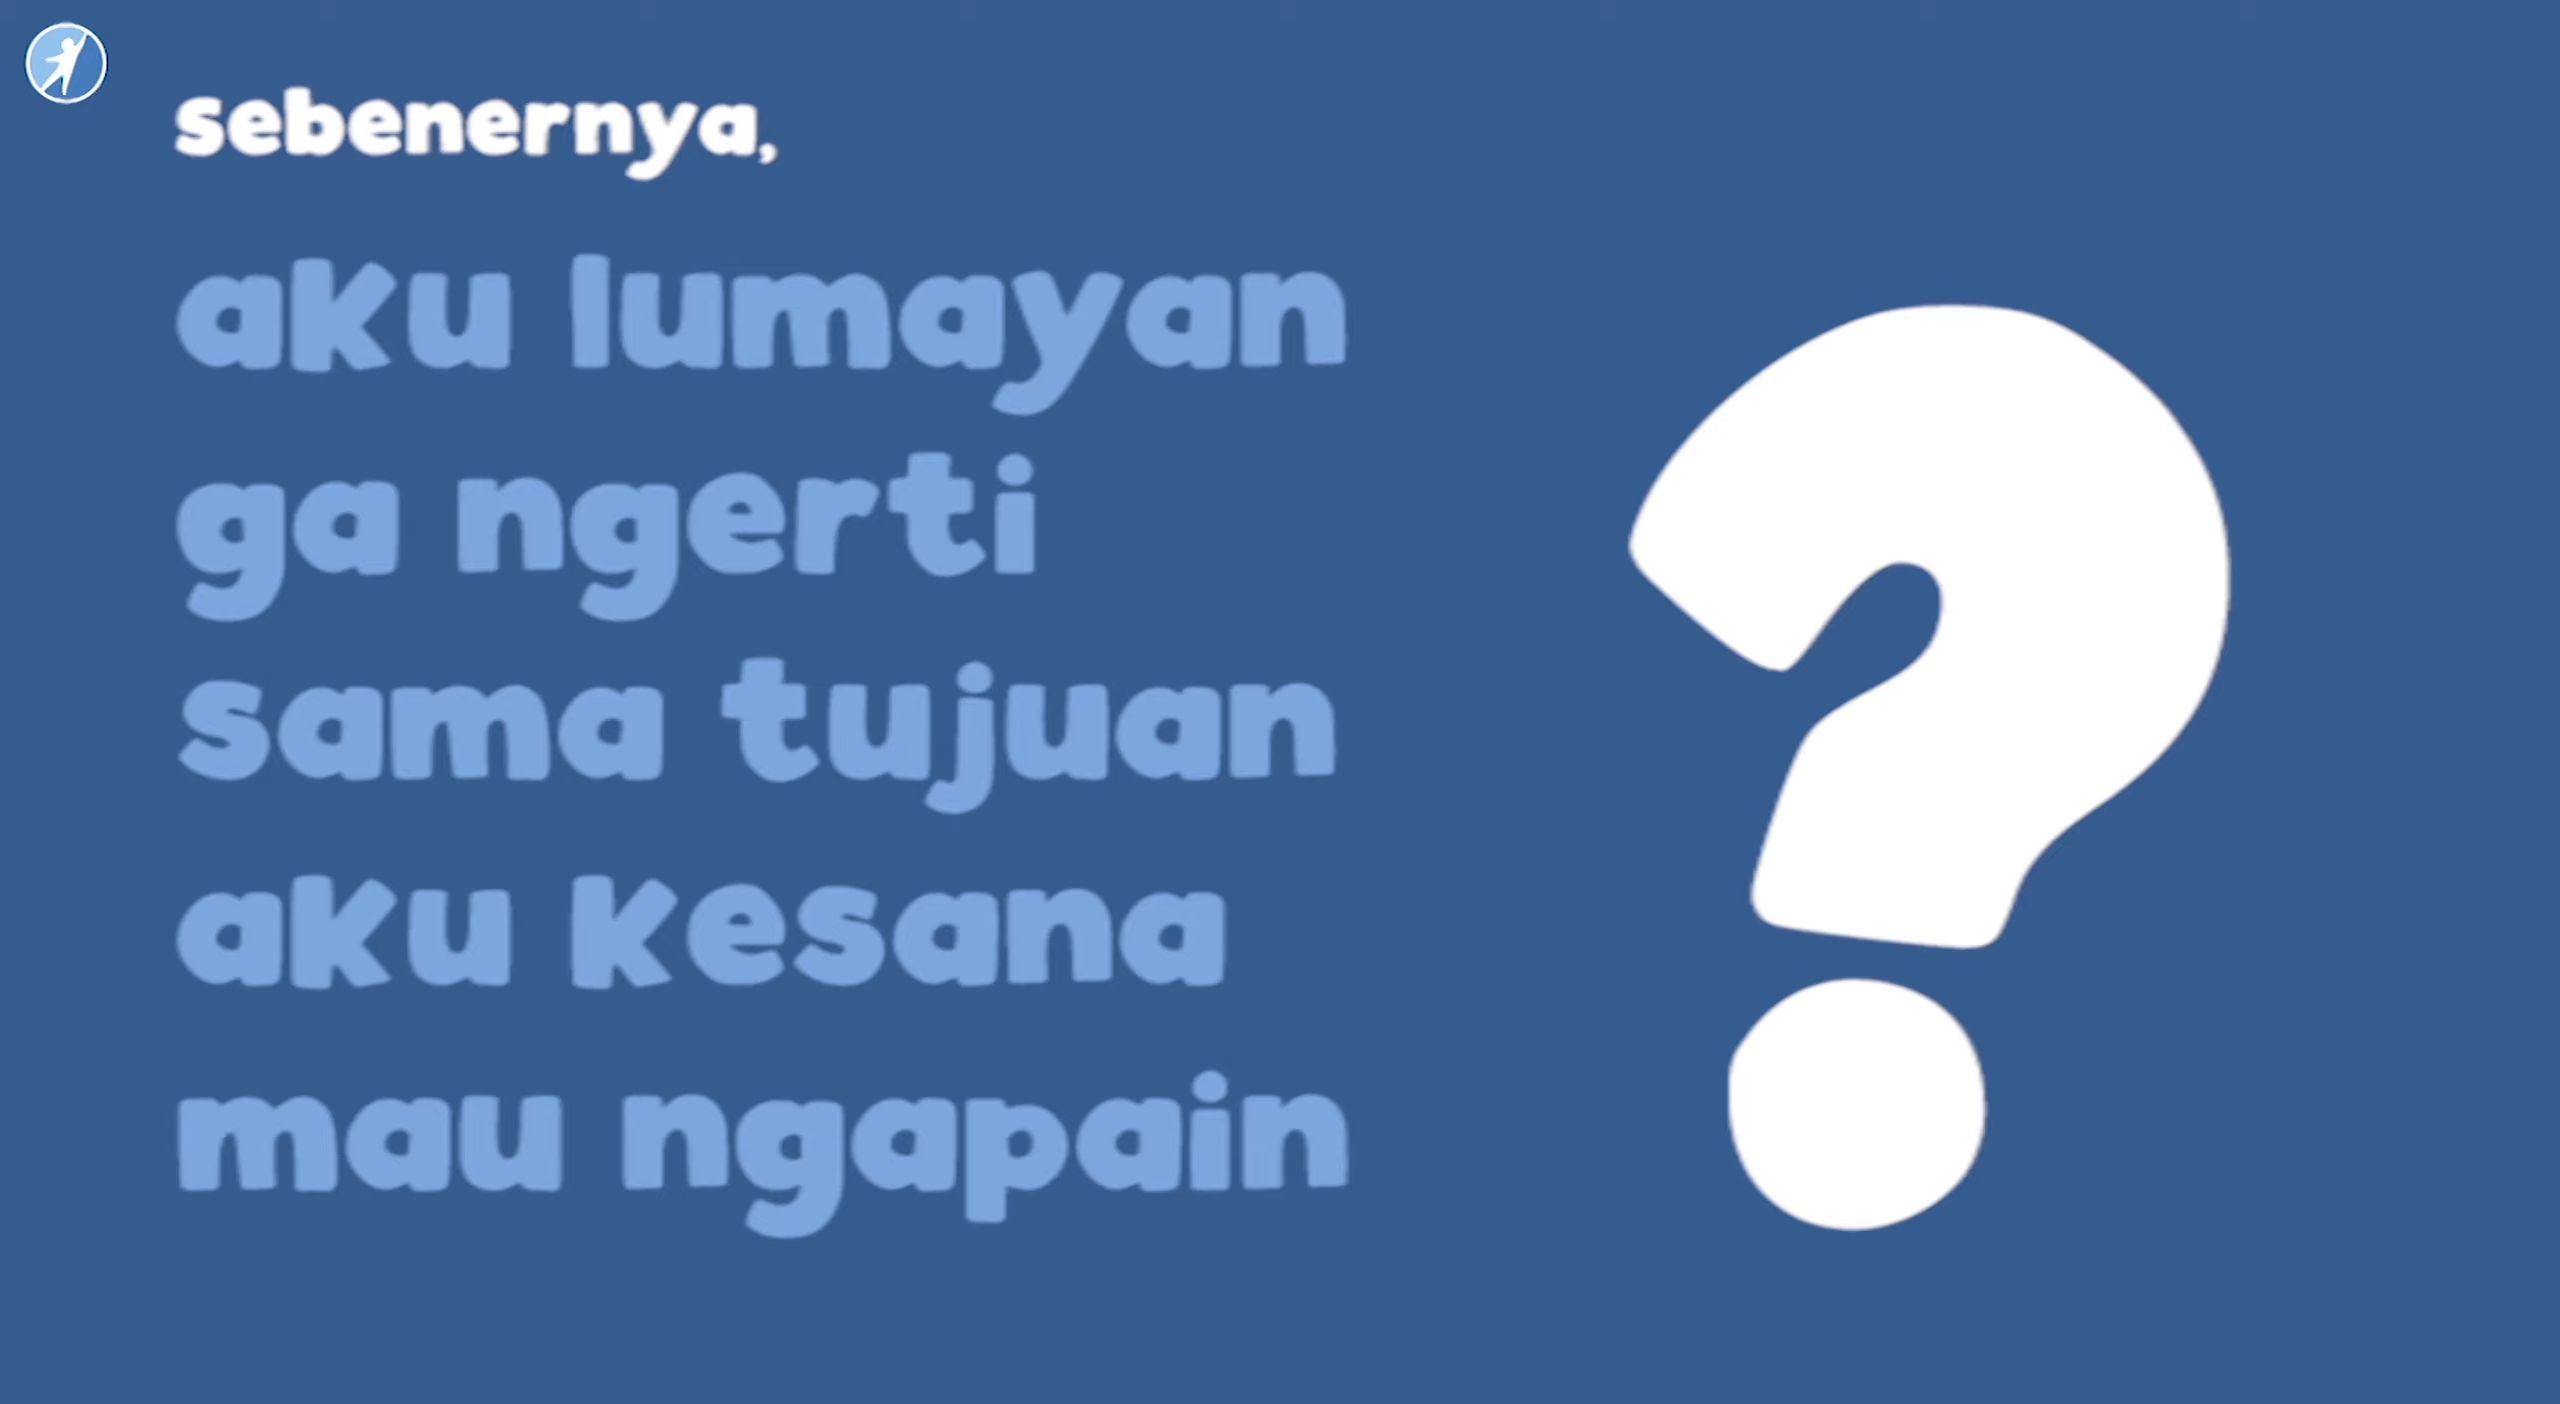 sebenernya,
aku lumayan
ga ngerti
sama tujuan
aku kesana
mau ngapain
?